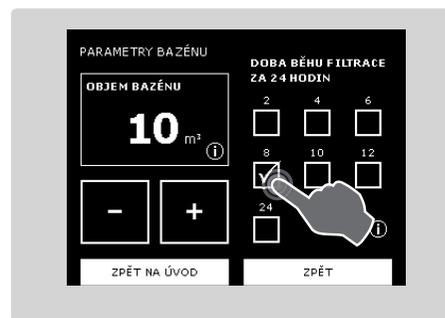 PARAMETRY BAZÉNU
OBJEM BAZÉNU
10 m³
i
-
+
ZPĚT NA ÚVOD
DOBA BĚHU FILTRACE
ZA 24 HODIN
2 4 6
8 10 12
24
i
ZPĚT